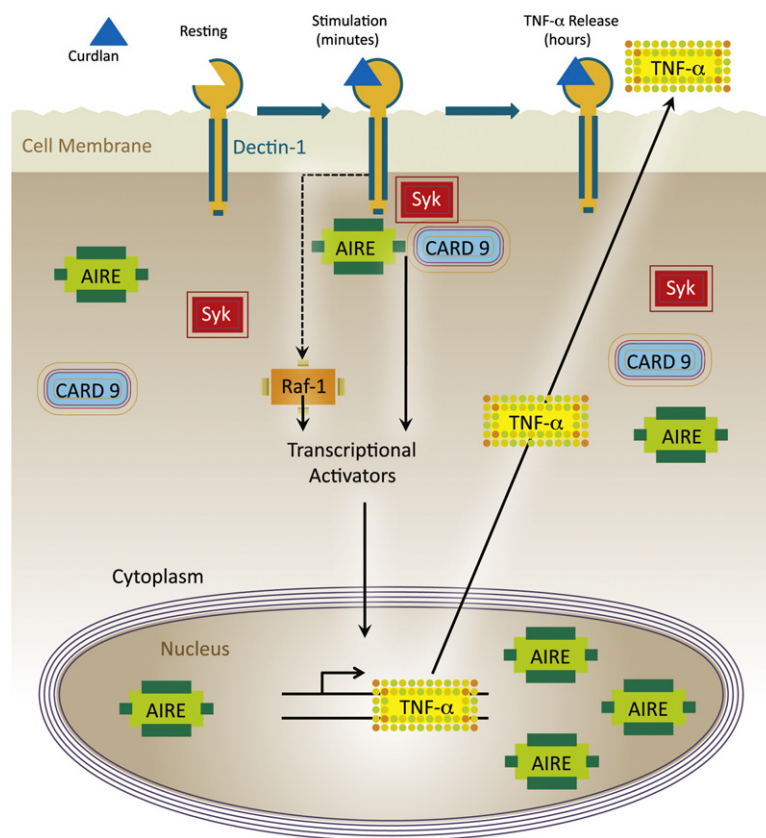 Curdlan
Resting
Stimulation
(minutes)
TNF-α Release
(hours)
TNF-α
Cell Membrane
Dectin-1
Syk
AIRE
CARD 9
AIRE
Syk
Syk
CARD 9
CARD 9
Raf-1
TNF-α
AIRE
Transcriptional
Activators
Cytoplasm
Nucleus
AIRE
AIRE
AIRE
TNF-α
AIRE